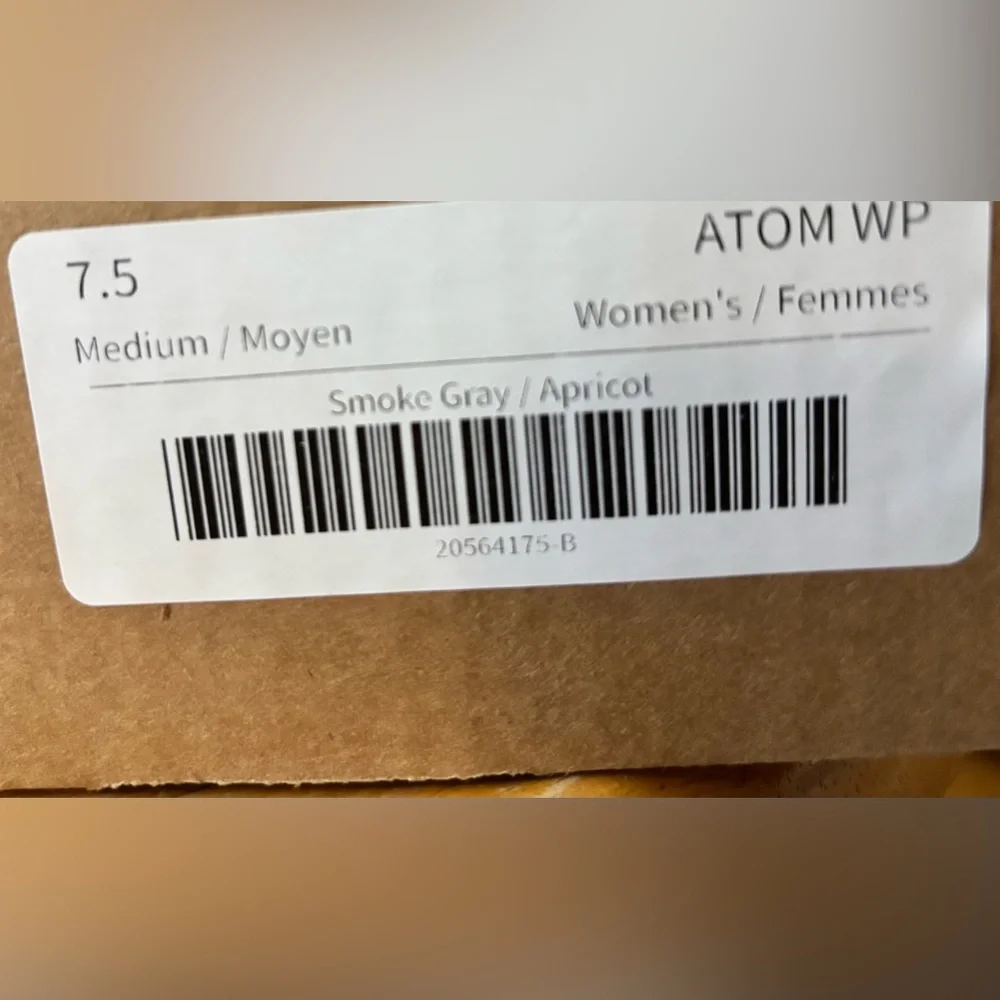 7.5
ATOM WP
Medium / Moyen
Women's / Femmes
Smoke Gray / Apricot
20564175-B